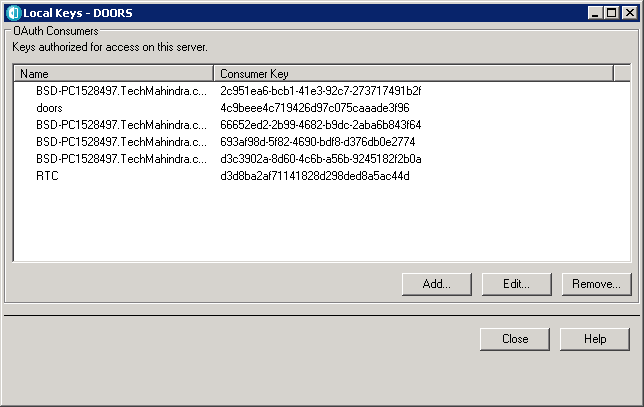 Local Keys - DOORS
OAuth Consumers
Keys authorized for access on this server.
Name Consumer Key
BSD-PC1528497.TechMahindra.c... 2c951ea6-bcb1-41e3-92c7-273717491b2f
doors 4c9beee4c719426d97c075caaade3f96
BSD-PC1528497.TechMahindra.c... 66652ed2-2b99-4682-b9dc-2aba6b843f64
BSD-PC1528497.TechMahindra.c... 693af98d-5f82-4690-bdf8-d376db0e2774
BSD-PC1528497.TechMahindra.c... d3c3902a-8d60-4c6b-a56b-9245182f2b0a
RTC d3d8ba2af71141828d298ded8a5ac44d
Add... Edit... Remove...
Close Help